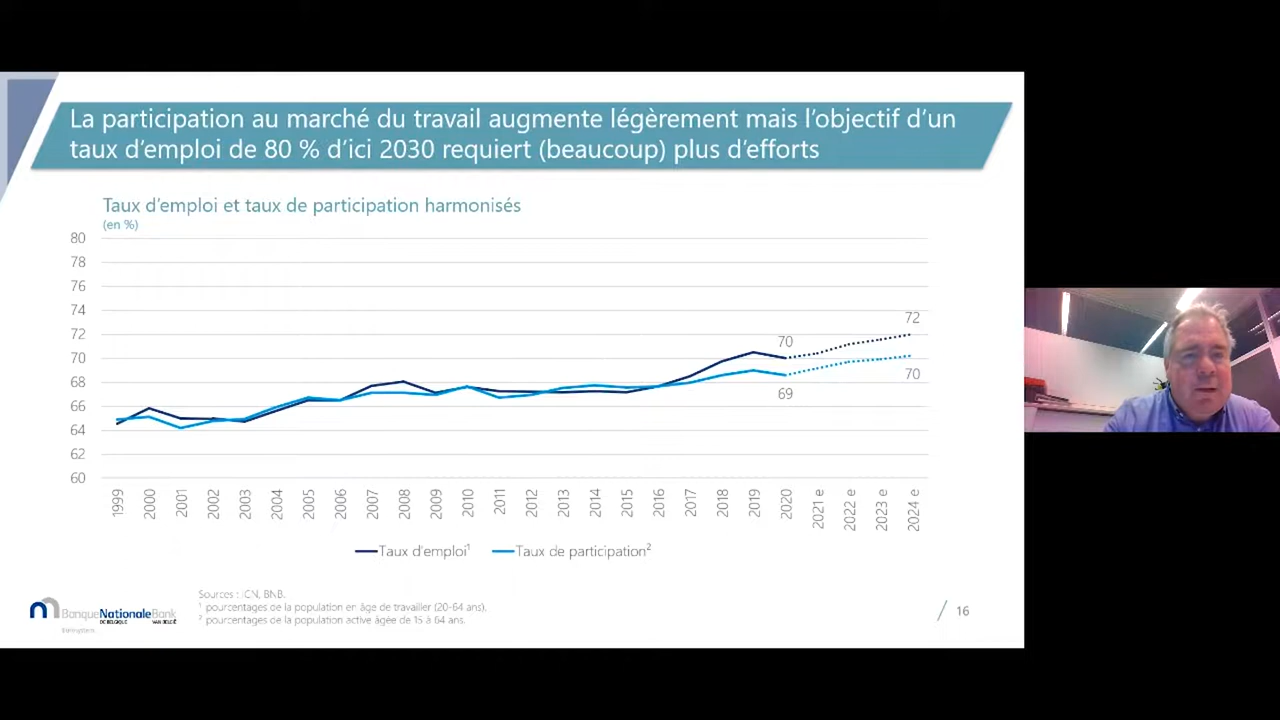 La participation au marché du travail augmente légèrement mais l'objectif d'un
taux d'emploi de 80 % d'ici 2030 requiert (beaucoup) plus d'efforts
Taux d'emploi et taux de participation harmonisés
(en %)
80
78
76
74
72
70
68
66
64
62
60
70
69
72
70
1999
2000
2001
2002
2003
2004
2005
2006
2007
2008
2009
2010
2011
2012
2013
2014
2015
2016
2017
2018
2019
2020
2021 e
2022 e
2023 e
2024 e
Taux d'emploi¹ Taux de participation²
Sources : ICN, BNB.
¹ pourcentages de la population en âge de travailler (20-64 ans).
² pourcentages de la population active âgée de 15 à 64 ans.
BanqueNationaleBank
DE BELGIQUE VAN BELGIË
Eurosystem
/ 16